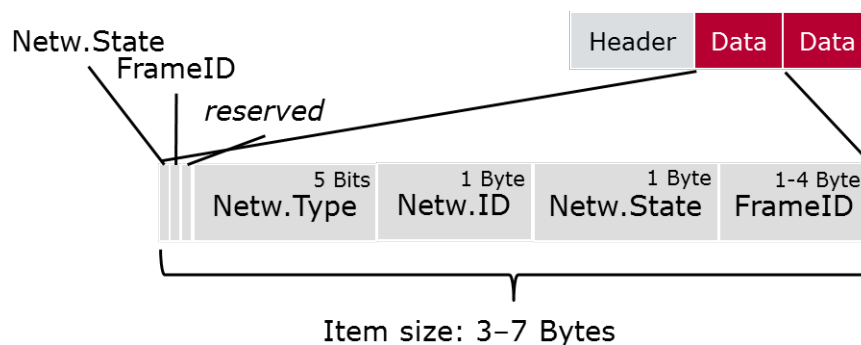 Netw.State
FrameID
reserved
Header Data Data
5 Bits 1 Byte 1 Byte 1-4 Byte
Netw.Type Netw.ID Netw.State FrameID
Item size: 3–7 Bytes